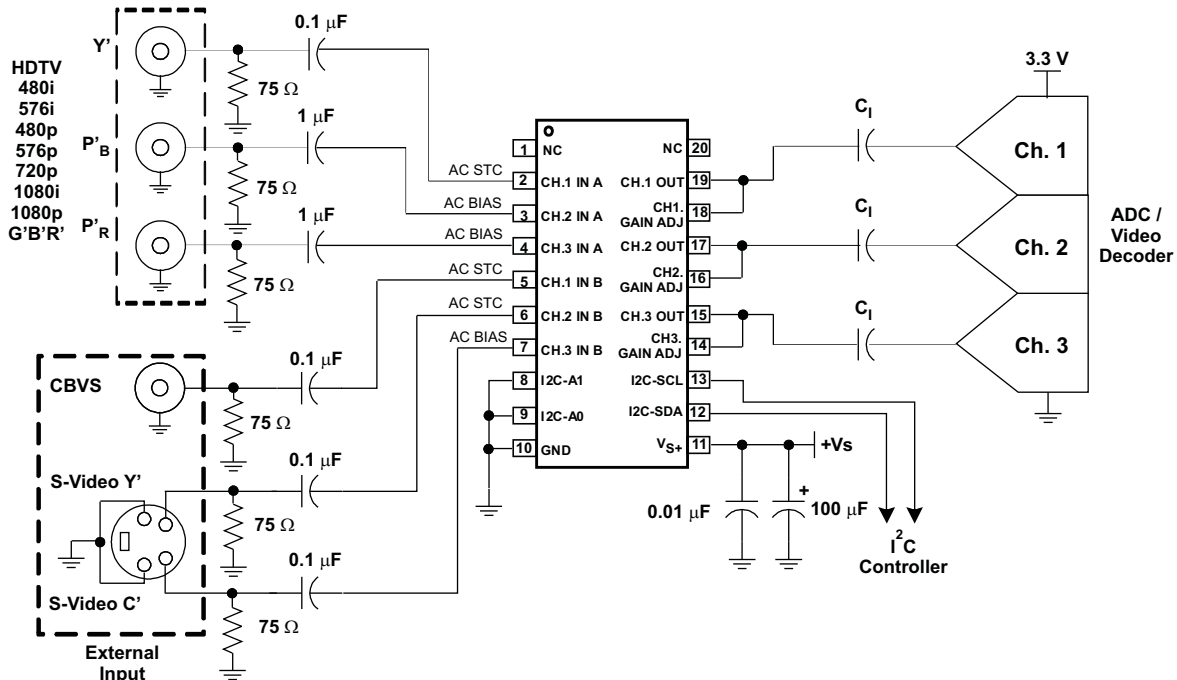 HDTV
480i
576i
480p
576p
720p
1080i
1080p
G'B'R'
Y'
P'B
P'R
0.1 μF
75 Ω
1 μF
75 Ω
1 μF
75 Ω
AC STC
AC BIAS
AC BIAS
AC STC
AC STC
AC BIAS
CBVS
0.1 μF
75 Ω
S-Video Y'
0.1 μF
75 Ω
S-Video C'
0.1 μF
75 Ω
External
Input
1 NC
2 CH.1 IN A
3 CH.2 IN A
4 CH.3 IN A
5 CH.1 IN B
6 CH.2 IN B
7 CH.3 IN B
8 I2C-A1
9 I2C-A0
10 GND
NC 20
CH.1 OUT 19
CH1.
GAIN ADJ 18
CH.2 OUT 17
CH2.
GAIN ADJ 16
CH.3 OUT 15
CH3.
GAIN ADJ 14
I2C-SCL 13
I2C-SDA 12
VS+ 11
CI
CI
CI
3.3 V
Ch. 1
Ch. 2
Ch. 3
ADC /
Video
Decoder
+Vs
0.01 μF
+
100 μF
I2C
Controller